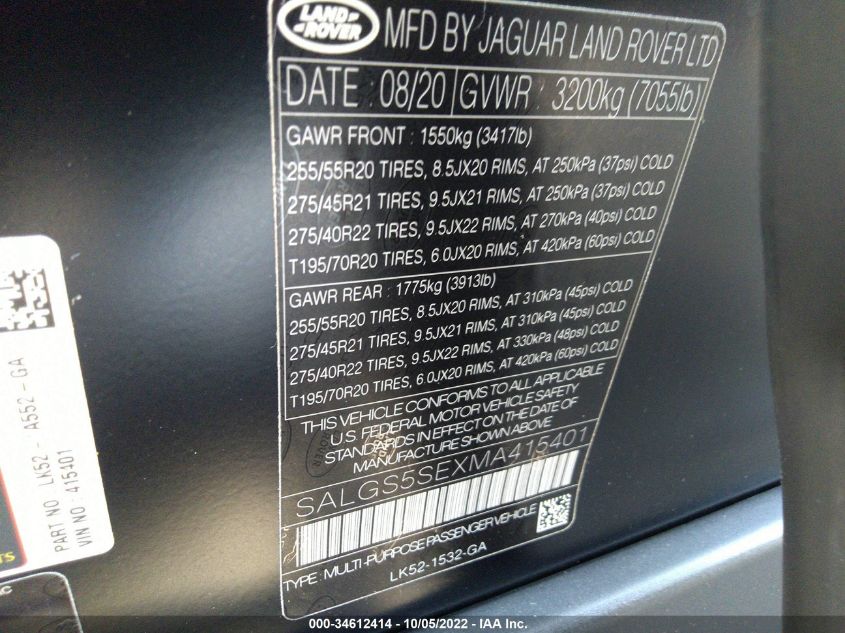 LAND
ROVER
MFD BY JAGUAR LAND ROVER LTD
DATE : 08/20 GVWR : 3200kg (7055lb)
GAWR FRONT : 1550kg (3417lb)
255/55R20 TIRES, 8.5JX20 RIMS, AT 250kPa (37psi) COLD
275/45R21 TIRES, 9.5JX21 RIMS, AT 250kPa (37psi) COLD
275/40R22 TIRES, 9.5JX22 RIMS, AT 270kPa (40psi) COLD
T195/70R20 TIRES, 6.0JX20 RIMS, AT 420kPa (60psi) COLD
GAWR REAR : 1775kg (3913lb)
255/55R20 TIRES, 8.5JX20 RIMS, AT 310kPa (45psi) COLD
275/45R21 TIRES, 9.5JX21 RIMS, AT 310kPa (45psi) COLD
275/40R22 TIRES, 9.5JX22 RIMS, AT 330kPa (48psi) COLD
T195/70R20 TIRES, 6.0JX20 RIMS, AT 420kPa (60psi) COLD
THIS VEHICLE CONFORMS TO ALL APPLICABLE
U.S. FEDERAL MOTOR VEHICLE SAFETY
STANDARDS IN EFFECT ON THE DATE OF
MANUFACTURE SHOWN ABOVE
SALGS5SEXMA415401
TYPE : MULTI-PURPOSE PASSENGER VEHICLE
LK52-1532-GA
PART NO : LK52 - A552 - GA
VIN NO : 415401
000-34612414 - 10/05/2022 - IAA Inc.